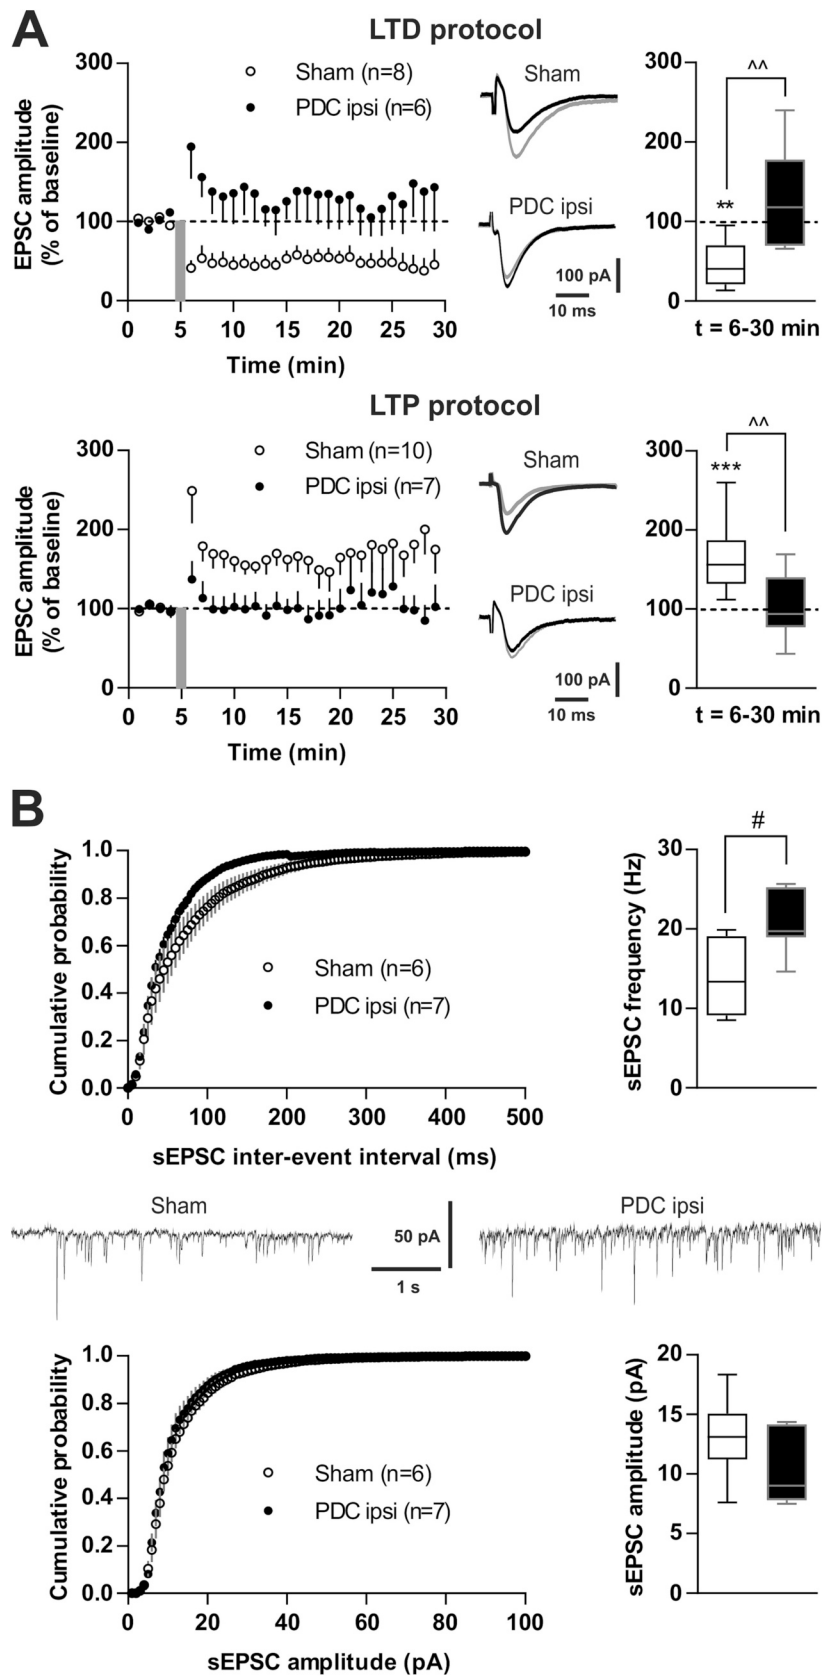 A
LTD protocol
300
200
100
0
EPSC amplitude
(% of baseline)
Sham (n=8)
PDC ipsi (n=6)
0 5 10 15 20 25 30
Time (min)
Sham
PDC ipsi
100 pA
10 ms
300
200
100
0
^^
**
t = 6-30 min
LTP protocol
300
200
100
0
EPSC amplitude
(% of baseline)
Sham (n=10)
PDC ipsi (n=7)
0 5 10 15 20 25 30
Time (min)
Sham
PDC ipsi
100 pA
10 ms
300
200
100
0
^^
***
t = 6-30 min
B
1.0
0.8
0.6
0.4
0.2
0.0
Cumulative probability
Sham (n=6)
PDC ipsi (n=7)
0 100 200 300 400 500
sEPSC inter-event interval (ms)
30
20
10
0
sEPSC frequency (Hz)
#
Sham
50 pA
1 s
PDC ipsi
1.0
0.8
0.6
0.4
0.2
0.0
Cumulative probability
Sham (n=6)
PDC ipsi (n=7)
0 20 40 60 80 100
sEPSC amplitude (pA)
20
15
10
5
0
sEPSC amplitude (pA)